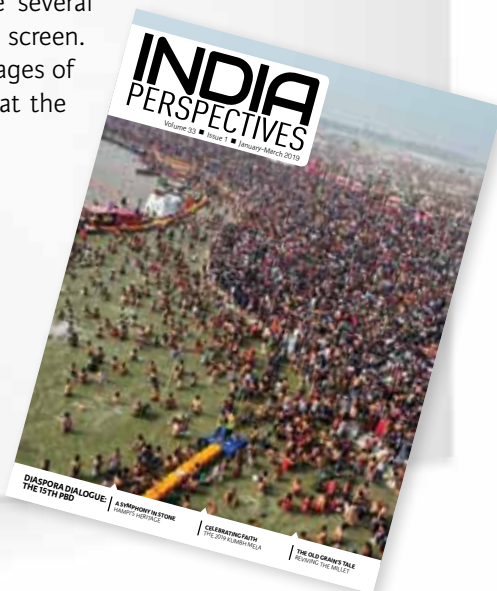 several
screen.
ages of
at the
INDIA
PERSPECTIVES
Volume 33 ■ Issue 1 ■ January-March 2019
DIASPORA DIALOGUE:
THE 15TH PBD
A SYMPHONY IN STONE
HAMPI'S HERITAGE
CELEBRATING FAITH
THE 2019 KUMBH MELA
THE OLD GRAIN'S TALE
REVIVING THE MILLET